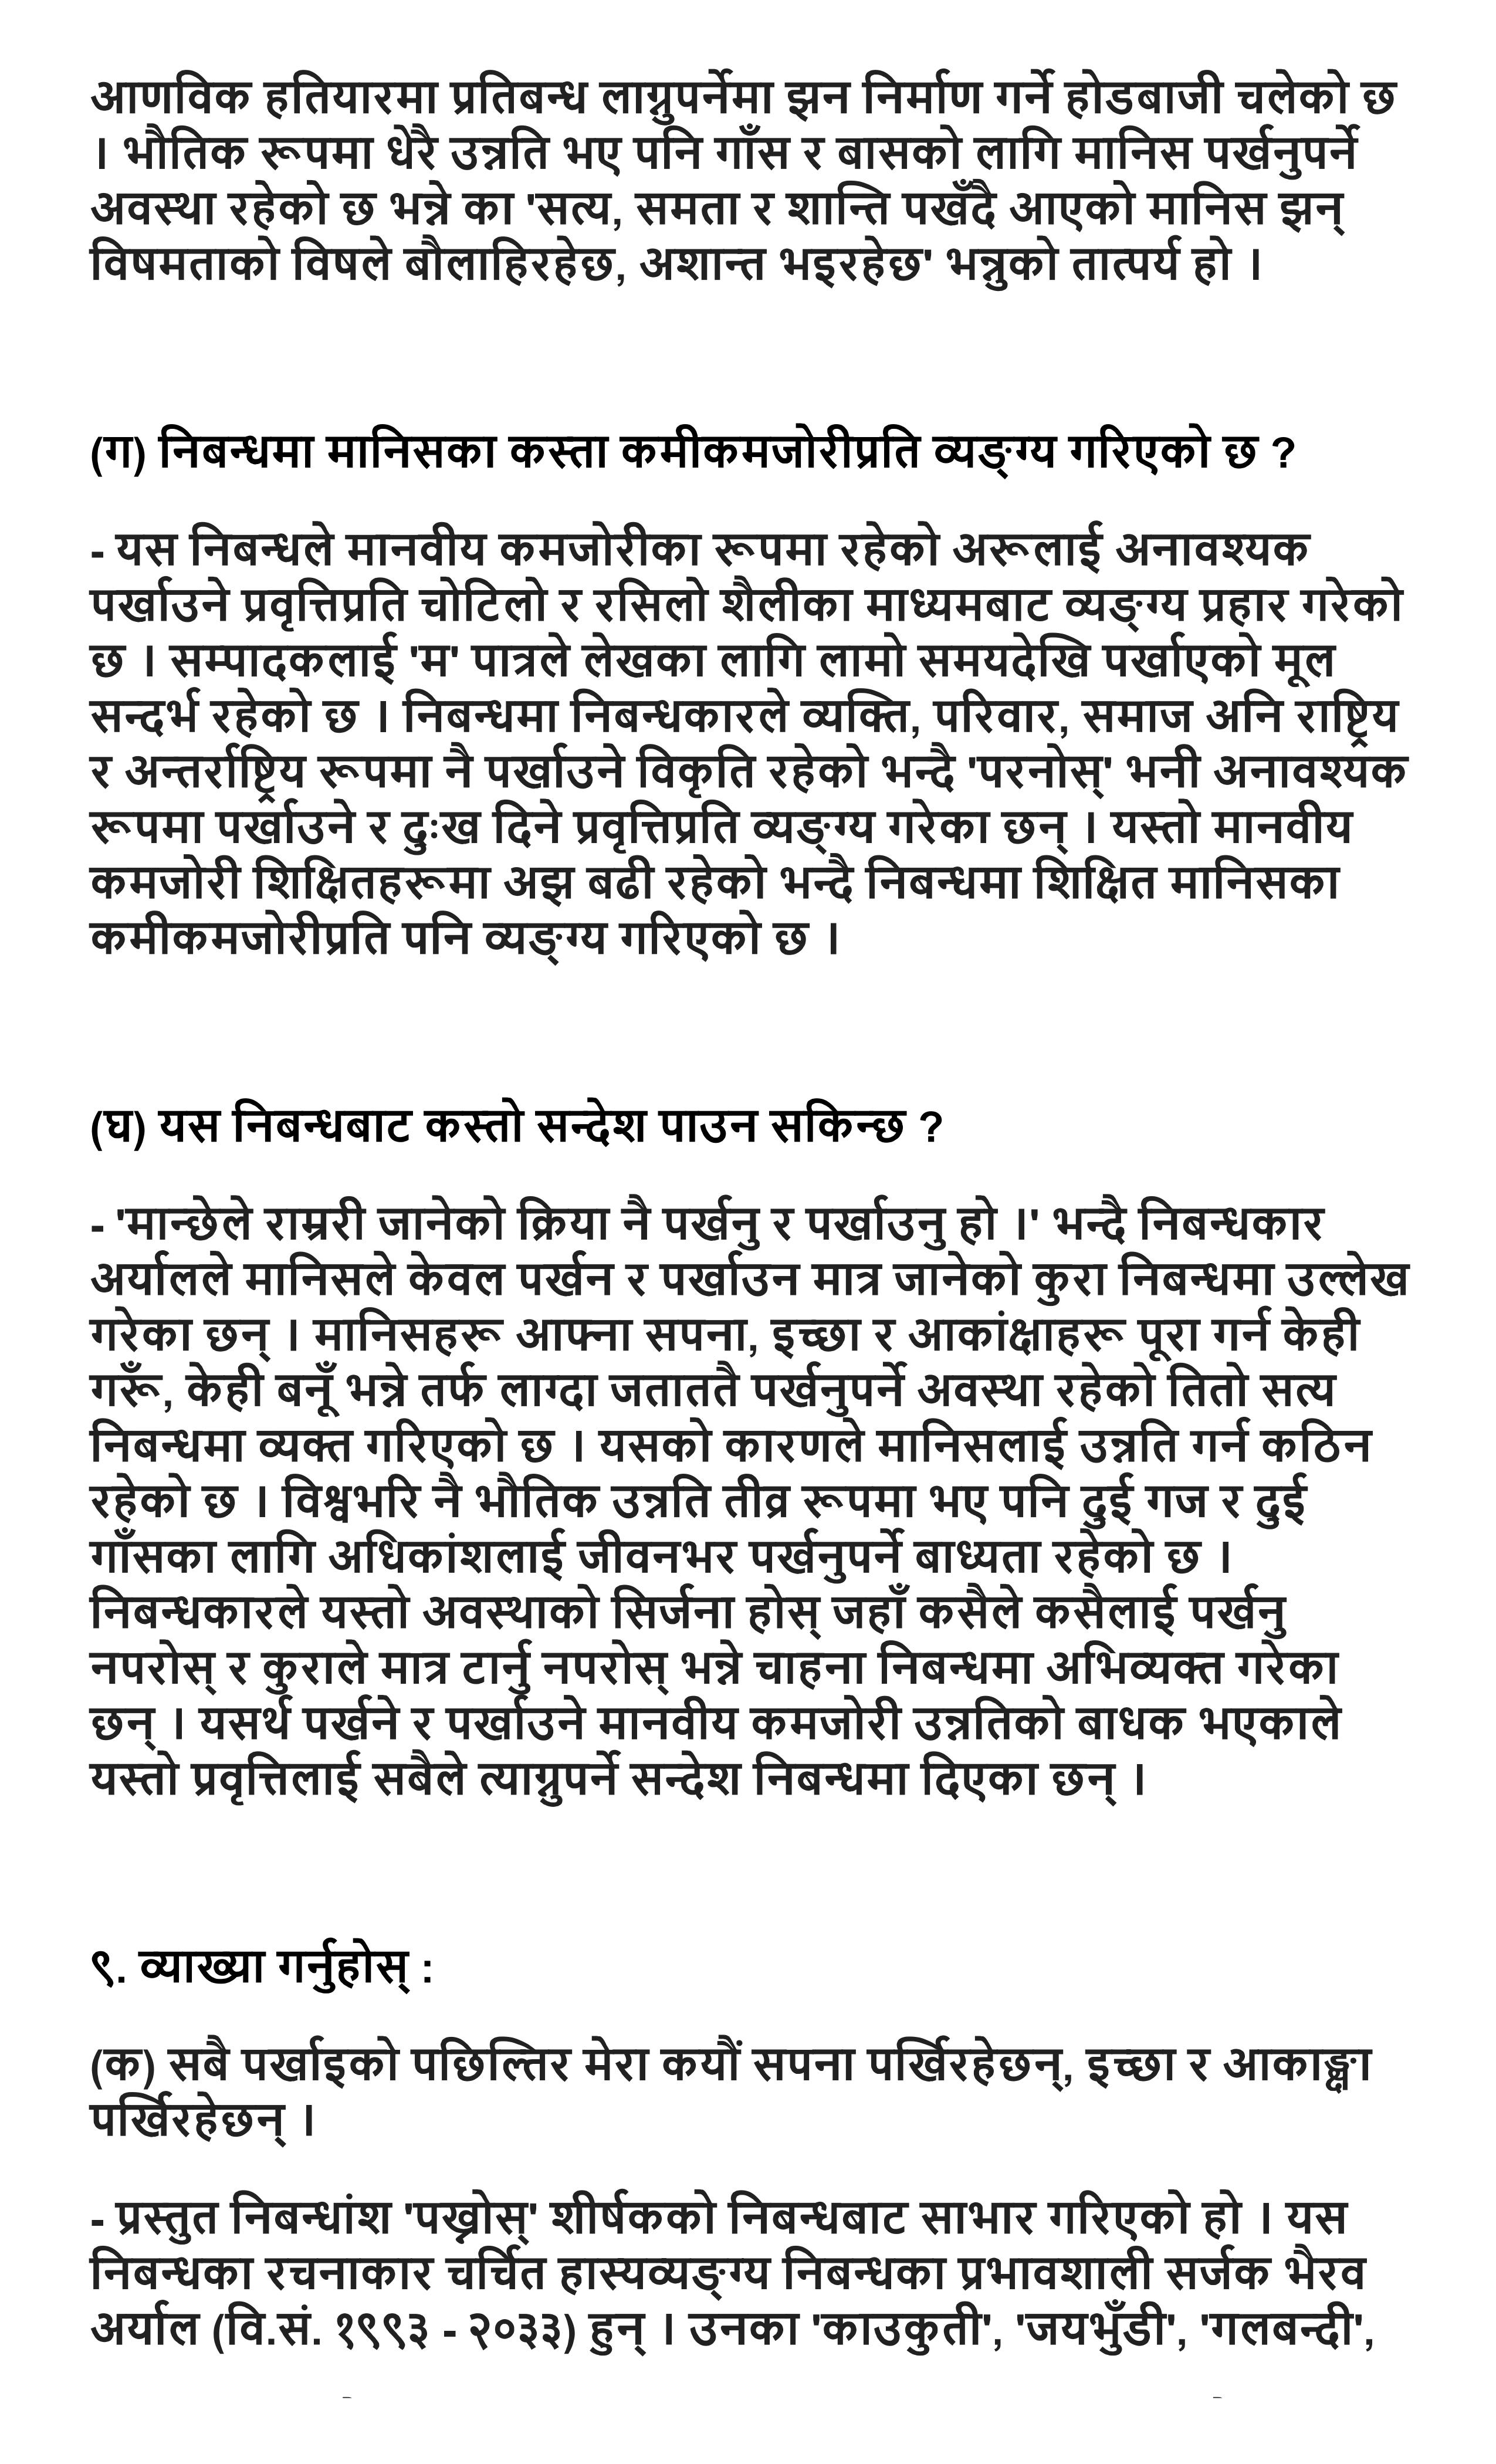 आणविक हतियारमा प्रतिबन्ध लाग्नुपर्नेमा झन निर्माण गर्ने होडबाजी चलेको छ
। भौतिक रूपमा धेरै उन्नति भए पनि गाँस र बासको लागि मानिस पर्खनुपर्ने
अवस्था रहेको छ भन्ने का 'सत्य, समता र शान्ति पखँदै आएको मानिस झन्
विषमताको विषले बौलाहिरहेछ, अशान्त भइरहेछ' भन्नुको तात्पर्य हो ।
(ग) निबन्धमा मानिसका कस्ता कमीकमजोरीप्रति व्यङ्ग्य गरिएको छ ?
- यस निबन्धले मानवीय कमजोरीका रूपमा रहेको अरूलाई अनावश्यक
पर्खाउने प्रवृत्तिप्रति चोटिलो र रसिलो शैलीका माध्यमबाट व्यङ्ग्य प्रहार गरेको
छ । सम्पादकलाई 'म' पात्रले लेखका लागि लामो समयदेखि पर्खाएको मूल
सन्दर्भ रहेको छ । निबन्धमा निबन्धकारले व्यक्ति, परिवार, समाज अनि राष्ट्रिय
र अन्तर्राष्ट्रिय रूपमा नै पर्खाउने विकृति रहेको भन्दै 'परनोस्' भनी अनावश्यक
रूपमा पर्खाउने र दुःख दिने प्रवृत्तिप्रति व्यङ्ग्य गरेका छन् । यस्तो मानवीय
कमजोरी शिक्षितहरूमा अझ बढी रहेको भन्दै निबन्धमा शिक्षित मानिसका
कमीकमजोरीप्रति पनि व्यङ्ग्य गरिएको छ ।
(घ) यस निबन्धबाट कस्तो सन्देश पाउन सकिन्छ ?
- 'मान्छेले राम्ररी जानेको क्रिया नै पर्खनु र पर्खाउनु हो ।' भन्दै निबन्धकार
अर्यालले मानिसले केवल पर्खन र पर्खाउन मात्र जानेको कुरा निबन्धमा उल्लेख
गरेका छन् । मानिसहरू आफ्ना सपना, इच्छा र आकांक्षाहरू पूरा गर्न केही
गरूँ, केही बनूँ भन्ने तर्फ लाग्दा जताततै पर्खनुपर्ने अवस्था रहेको तितो सत्य
निबन्धमा व्यक्त गरिएको छ । यसको कारणले मानिसलाई उन्नति गर्न कठिन
रहेको छ । विश्वभरि नै भौतिक उन्नति तीव्र रूपमा भए पनि दुई गज र दुई
गाँसका लागि अधिकांशलाई जीवनभर पर्खनुपर्ने बाध्यता रहेको छ ।
निबन्धकारले यस्तो अवस्थाको सिर्जना होस् जहाँ कसैले कसैलाई पर्खनु
नपरोस् र कुराले मात्र टार्नु नपरोस् भन्ने चाहना निबन्धमा अभिव्यक्त गरेका
छन् । यसर्थ पर्खने र पर्खाउने मानवीय कमजोरी उन्नतिको बाधक भएकाले
यस्तो प्रवृत्तिलाई सबैले त्याग्नुपर्ने सन्देश निबन्धमा दिएका छन् ।
९. व्याख्या गर्नुहोस् :
(क) सबै पर्खाइको पछिल्तिर मेरा कयौं सपना पर्खिरहेछन्, इच्छा र आकाङ्क्षा
पर्खिरहेछन् ।
- प्रस्तुत निबन्धांश 'पख्नोस्' शीर्षकको निबन्धबाट साभार गरिएको हो । यस
निबन्धका रचनाकार चर्चित हास्यव्यङ्ग्य निबन्धका प्रभावशाली सर्जक भैरव
अर्याल (वि.सं. १९९३ - २०३३) हुन् । उनका 'काउकुती', 'जयभुँडी', 'गलबन्दी',